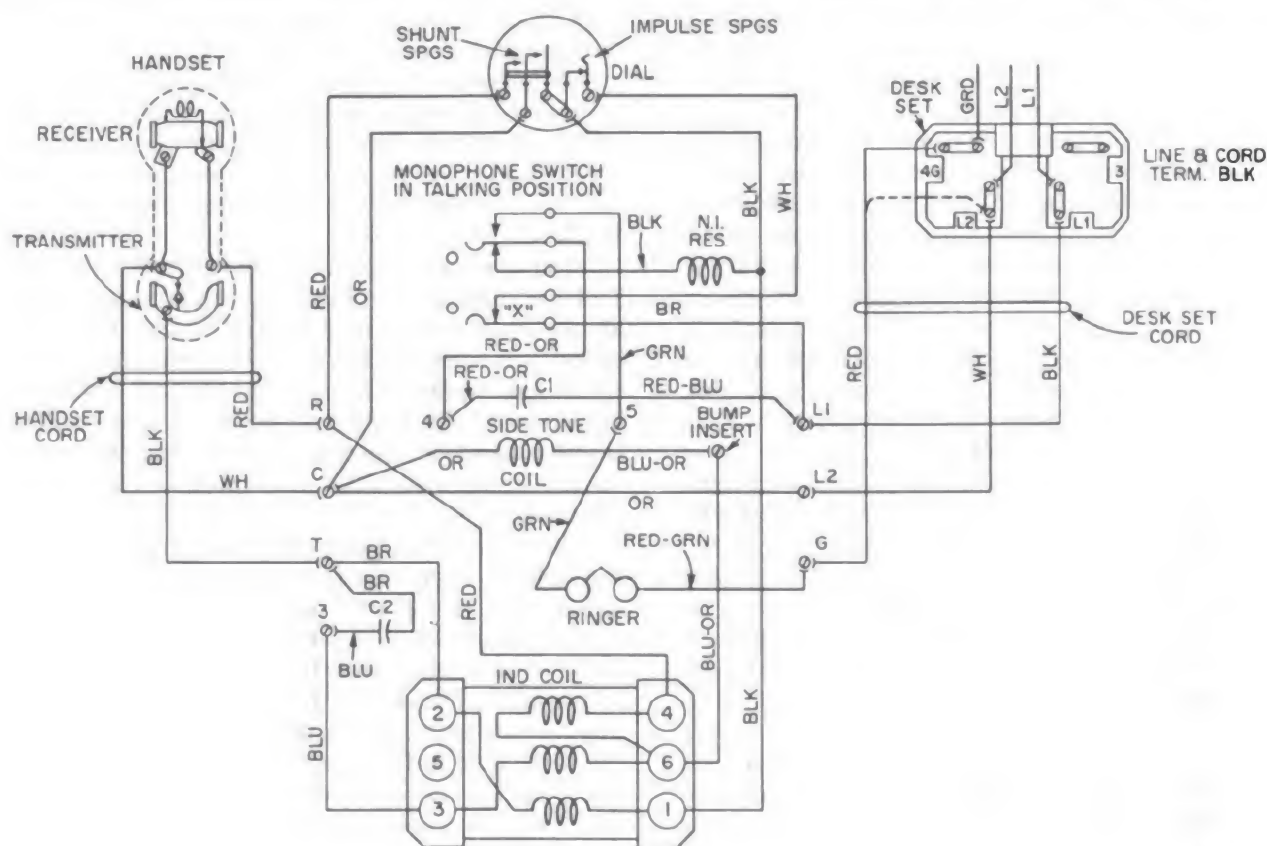 SHUNT
SPGS
IMPULSE SPGS
DIAL
HANDSET
RECEIVER
TRANSMITTER
HANDSET
CORD
MONOPHONE SWITCH
IN TALKING POSITION
DESK
SET
GRD
L2
L1
LINE & CORD
TERM. BLK
4G
3
L2
L1
DESK SET
CORD
RED
WH
BLK
RED
OR
BLK
WH
BLK
N.I.
RES
"X"
BR
RED-OR
GRN
RED-OR
C1
RED-BLU
R
4
5
L1
SIDE TONE
COIL
OR
BLU-OR
BUMP
INSERT
RED
BLK
WH
C
OR
L2
GRN
RED-GRN
G
T
BR
BR
C2
3
BLU
RED
RINGER
BLU-OR
BLK
BLU
IND COIL
2
4
5
6
3
1